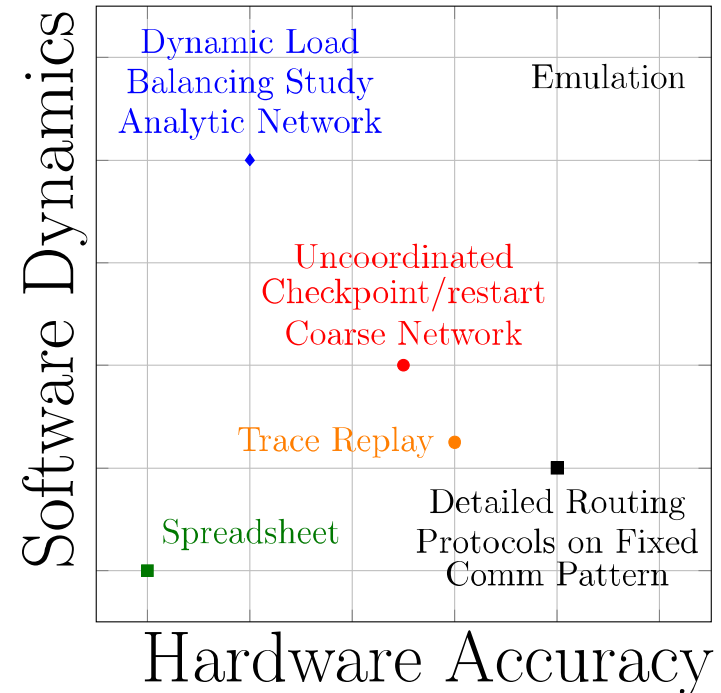 Software Dynamics
Dynamic Load
Balancing Study
Analytic Network
Emulation
Uncoordinated
Checkpoint/restart
Coarse Network
Trace Replay
Detailed Routing
Protocols on Fixed
Comm Pattern
Spreadsheet
Hardware Accuracy